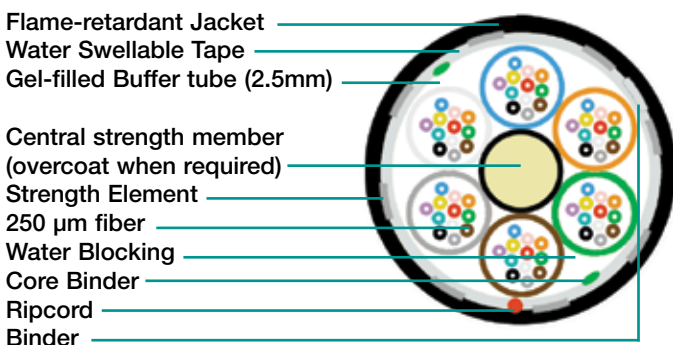 Flame-retardant Jacket
Water Swellable Tape
Gel-filled Buffer tube (2.5mm)
Central strength member
(overcoat when required)
Strength Element
250 µm fiber
Water Blocking
Core Binder
Ripcord
Binder